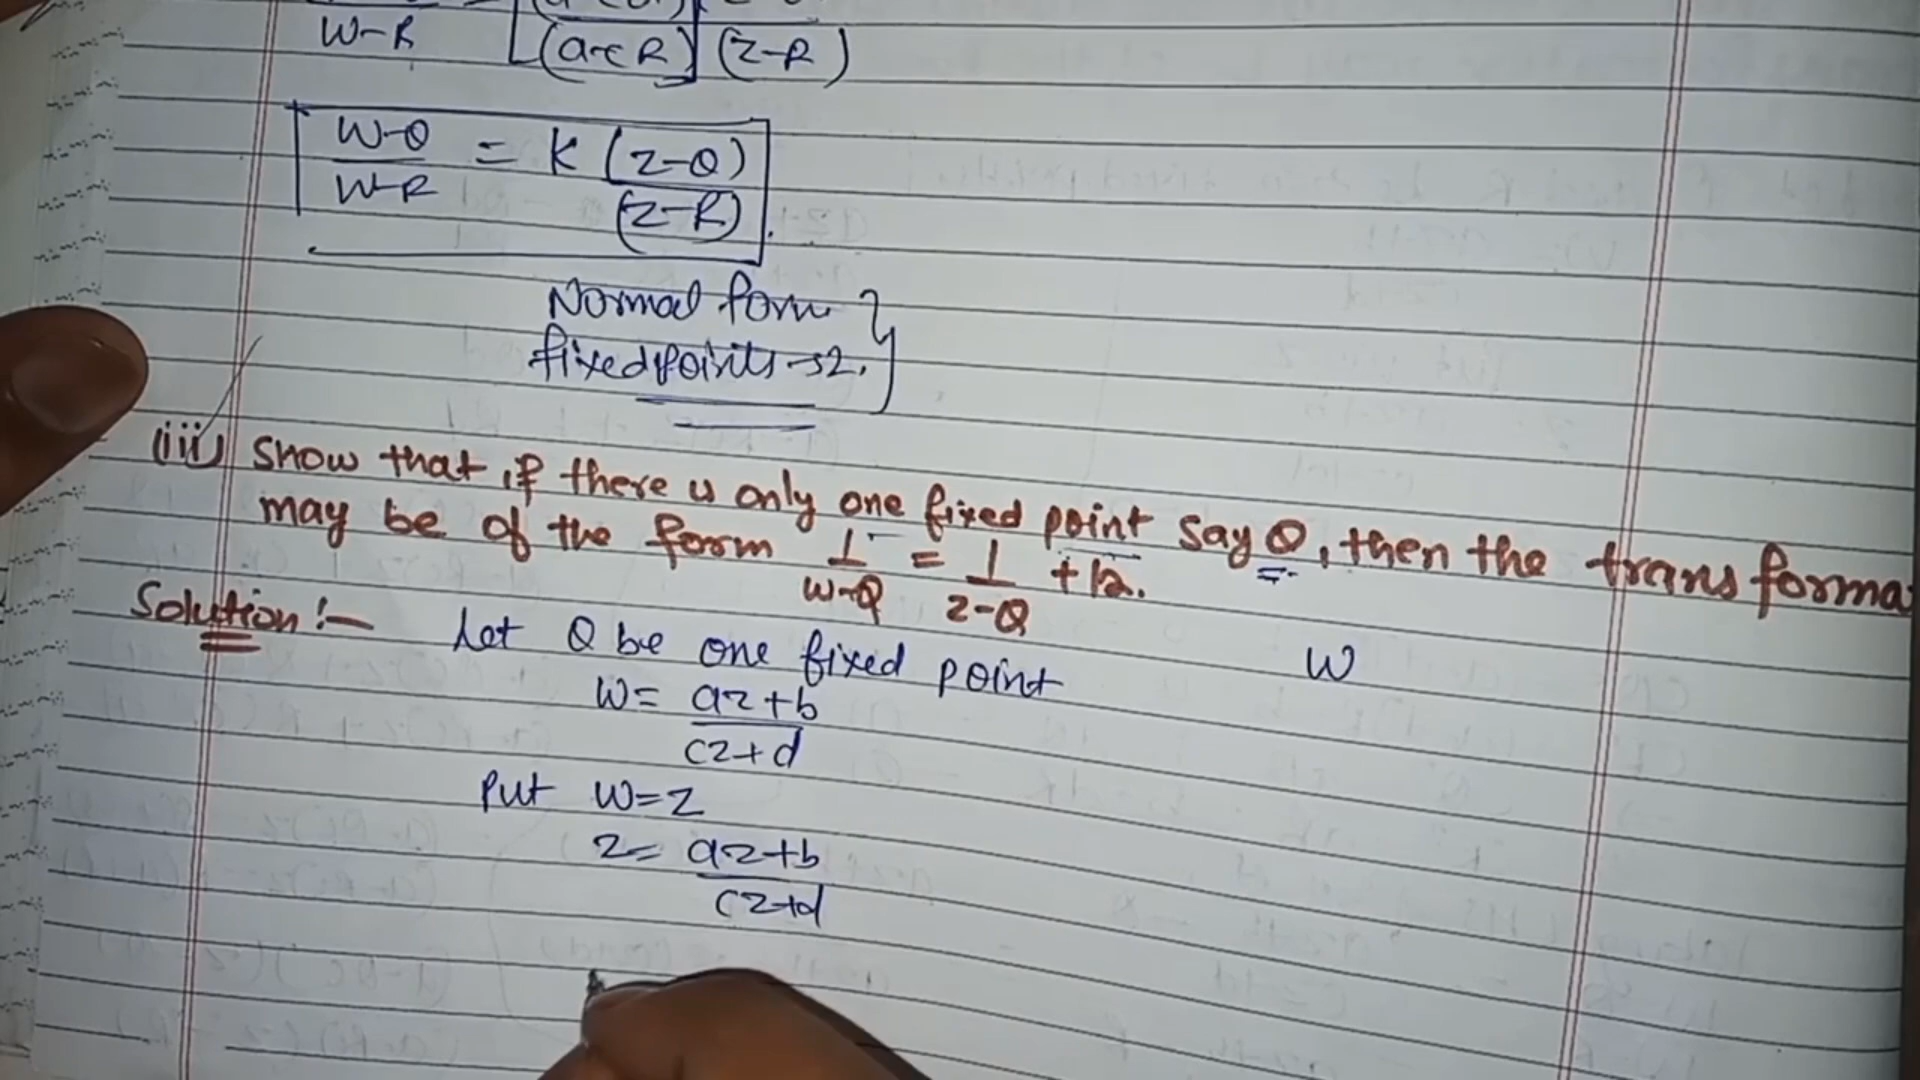 W-R (a-cR) (z-R)
W-Q = K (z-Q)
W-R (z-R)
Normal form
fixed points → 2.
(iii) Show that if there is only one fixed point say Q, then the transforma
may be of the form 1/W-Q = 1/z-Q + k.
Solution :- Let Q be one fixed point W
W = az+b
cz+d
Put W=z
z= az+b
cz+d